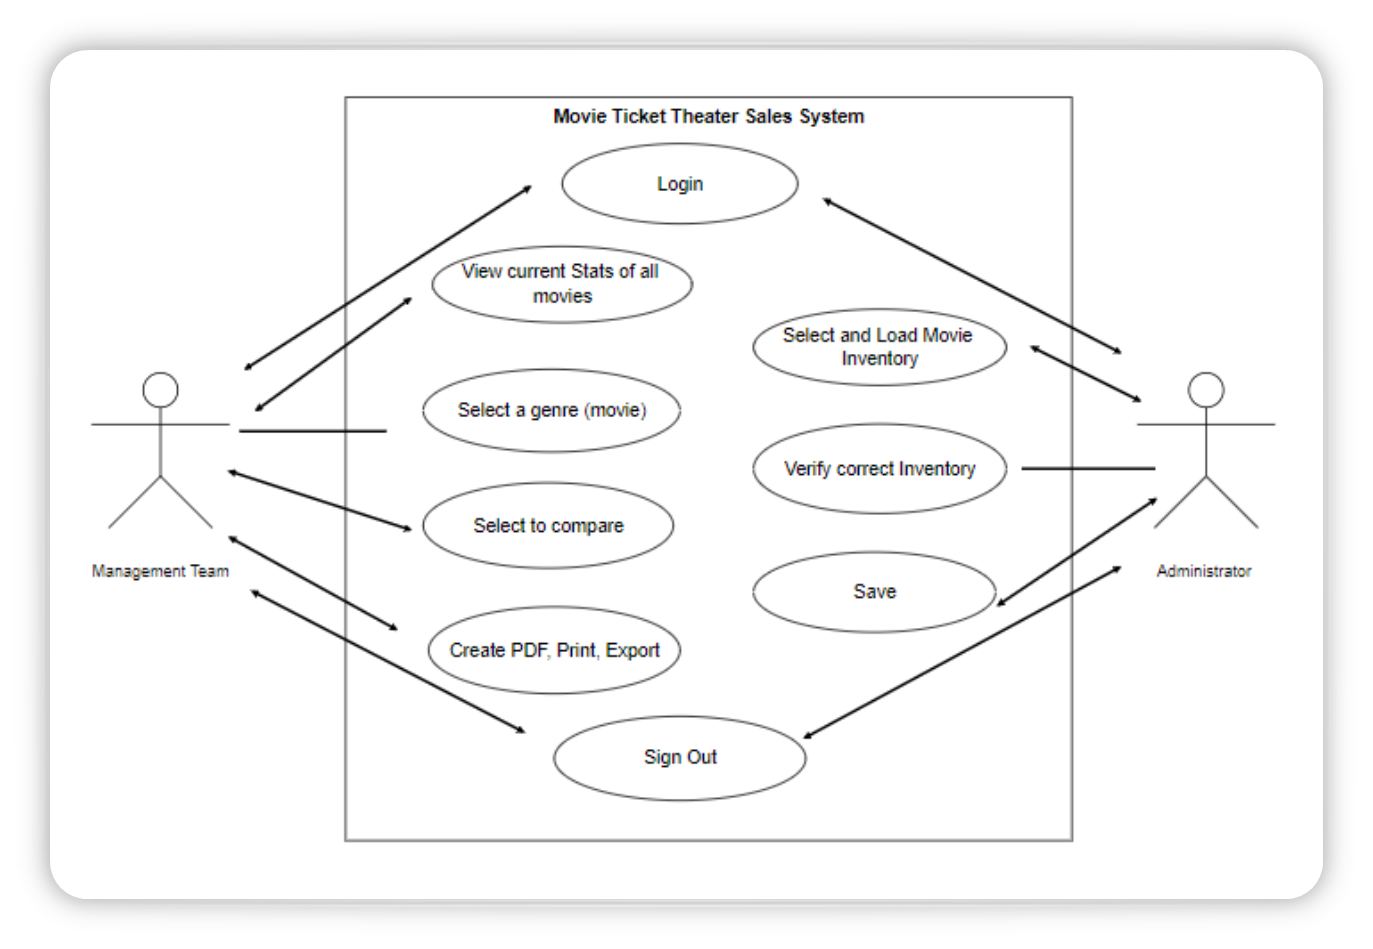 Movie Ticket Theater Sales System
Login
View current Stats of all
movies
Select and Load Movie
Inventory
Select a genre (movie)
Verify correct Inventory
Select to compare
Management Team
Administrator
Save
Create PDF, Print, Export
Sign Out